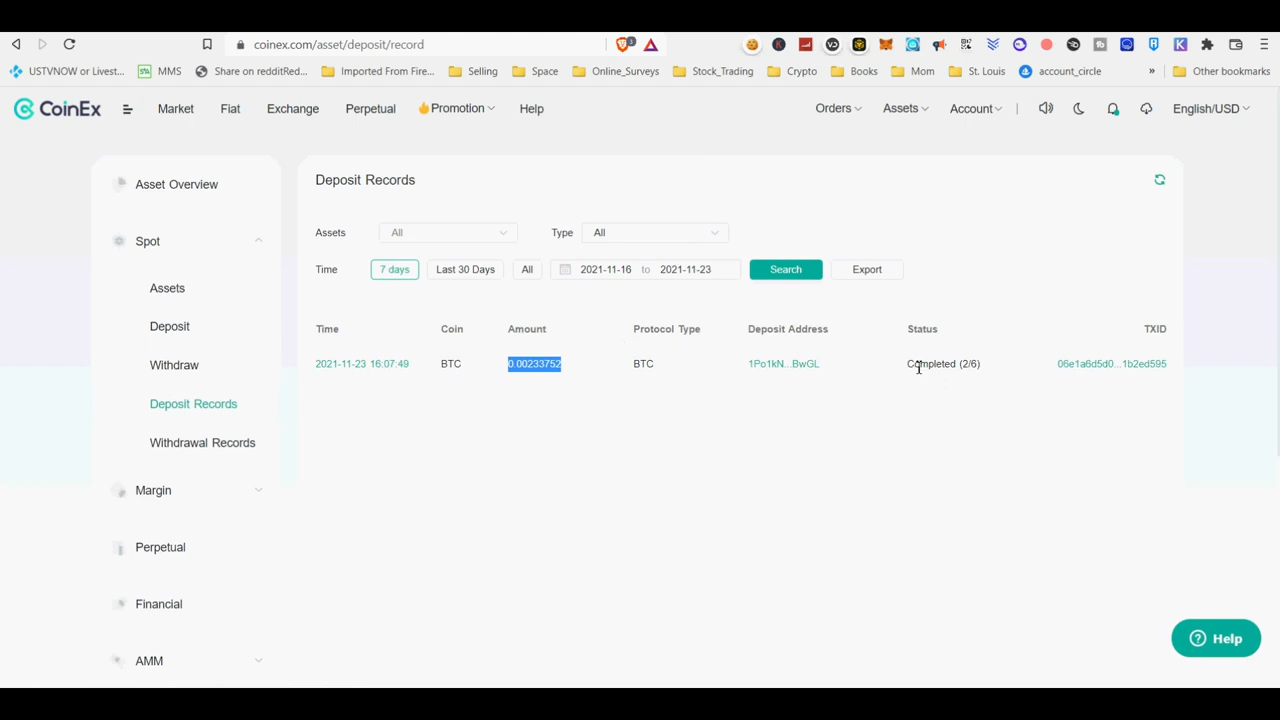 coinex.com/asset/deposit/record
USTVNOW or Livest... MMS Share on redditRed... Imported From Fire... Selling Space Online_Surveys Stock_Trading Crypto Books Mom St. Louis account_circle » Other bookmarks
CoinEx Market Fiat Exchange Perpetual Promotion Help Orders Assets Account English/USD
Asset Overview
Spot
Assets
Deposit
Withdraw
Deposit Records
Withdrawal Records
Margin
Perpetual
Financial
AMM
Deposit Records
Assets All Type All
Time 7 days Last 30 Days All 2021-11-16 to 2021-11-23 Search Export
Time Coin Amount Protocol Type Deposit Address Status TXID
2021-11-23 16:07:49 BTC 0.00233752 BTC 1Po1kN...BwGL Completed (2/6) 06e1a6d5d0...1b2ed595
Help